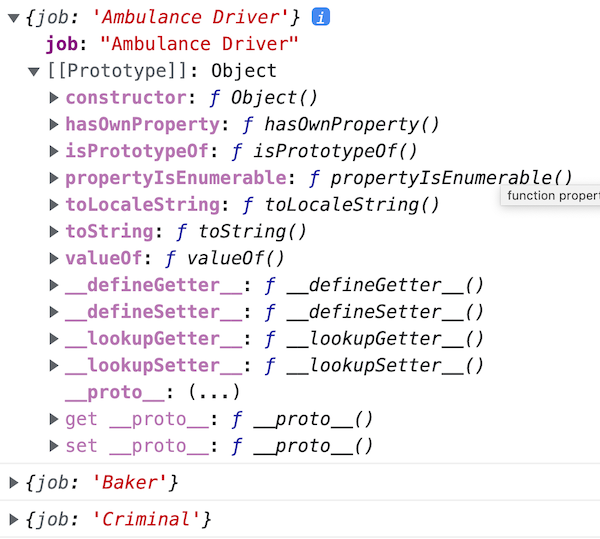 ▼{job: 'Ambulance Driver'} i
job: "Ambulance Driver"
▼[[Prototype]]: Object
▶constructor: ƒ Object()
▶hasOwnProperty: ƒ hasOwnProperty()
▶isPrototypeOf: ƒ isPrototypeOf()
▶propertyIsEnumerable: ƒ propertyIsEnumerable()
function propert
▶toLocaleString: ƒ toLocaleString()
▶toString: ƒ toString()
▶valueOf: ƒ valueOf()
▶__defineGetter__: ƒ __defineGetter__()
▶__defineSetter__: ƒ __defineSetter__()
▶__lookupGetter__: ƒ __lookupGetter__()
▶__lookupSetter__: ƒ __lookupSetter__()
__proto__: (...)
▶get __proto__: ƒ __proto__()
▶set __proto__: ƒ __proto__()
▶{job: 'Baker'}
▶{job: 'Criminal'}